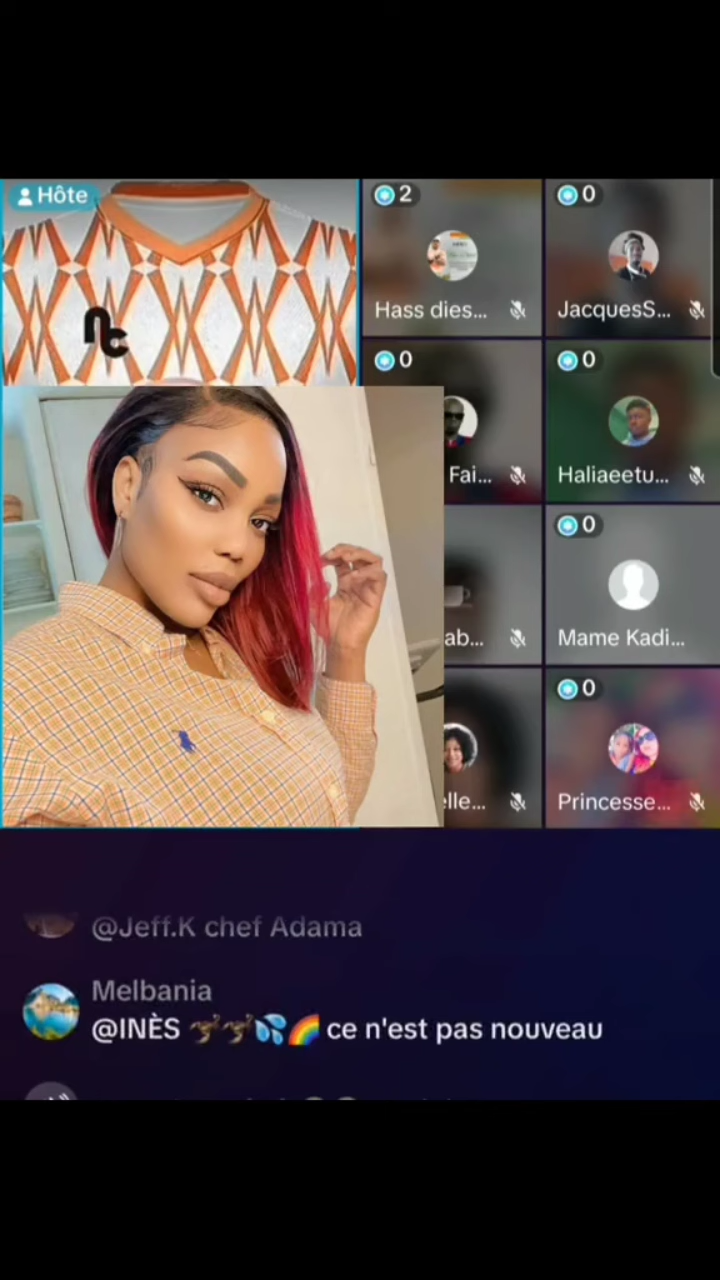 Hôte
2
0
Hass dies...
JacquesS...
0
0
Fai...
Haliaeetu...
0
ab...
Mame Kadi...
0
lle...
Princesse...
@Jeff.K chef Adama
Melbania
@INÈS 💦🌈 ce n'est pas nouveau